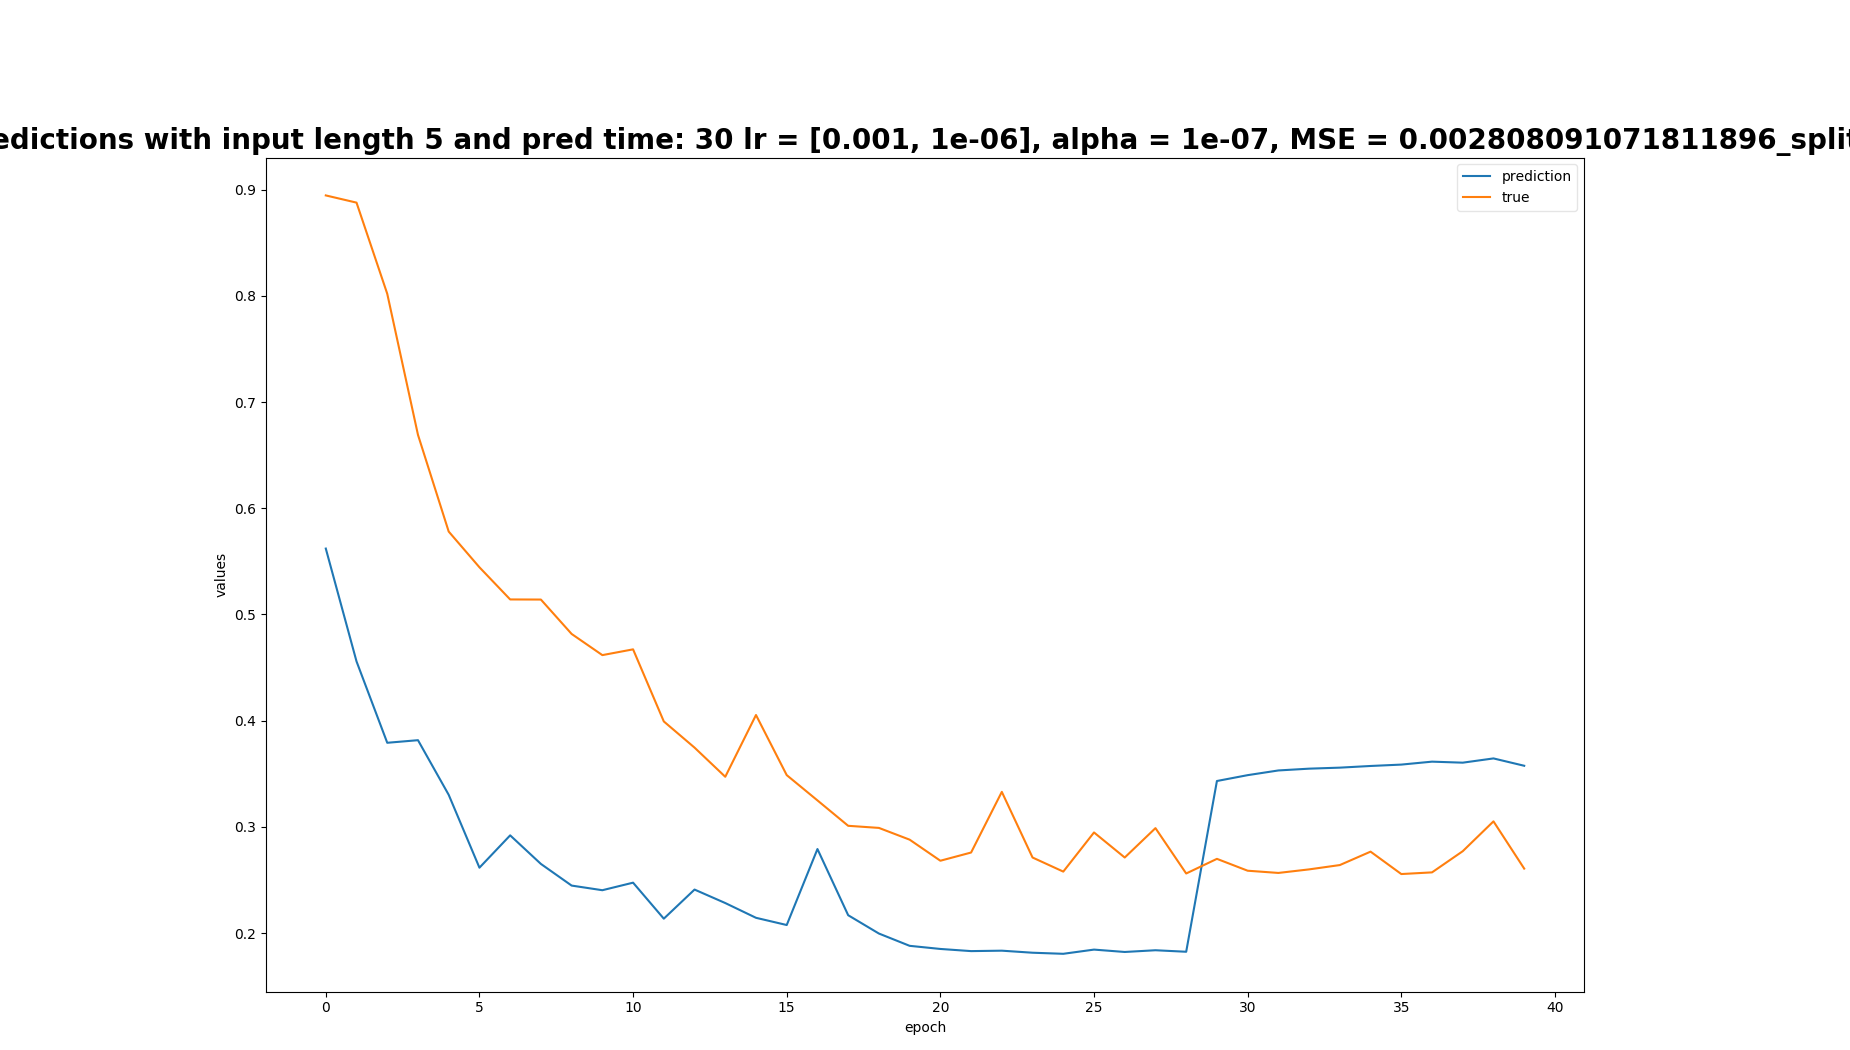 edictions with input length 5 and pred time: 30 lr = [0.001, 1e-06], alpha = 1e-07, MSE = 0.002808091071811896_split
prediction
true
0.9
0.8
0.7
0.6
0.5
0.4
0.3
0.2
values
0 5 10 15 20 25 30 35 40
epoch